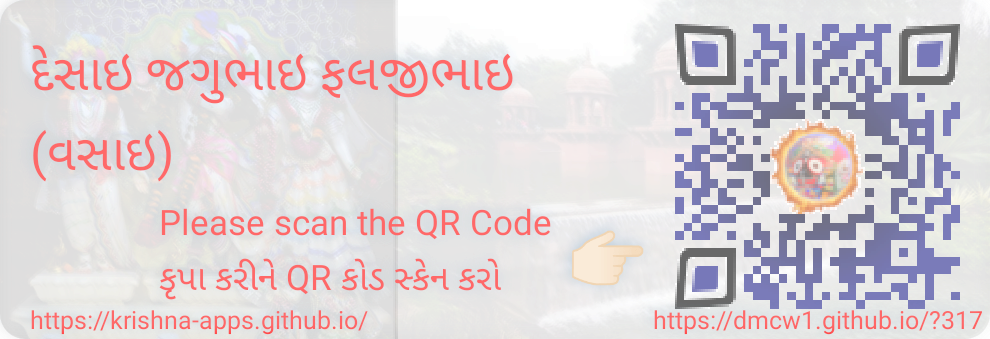 દેસાઇ જગુભાઇ ફલજીભાઇ
(વસાઇ)
Please scan the QR Code
કૃપા કરીને QR કોડ સ્કેન કરો
https://krishna-apps.github.io/
https://dmcw1.github.io/?317